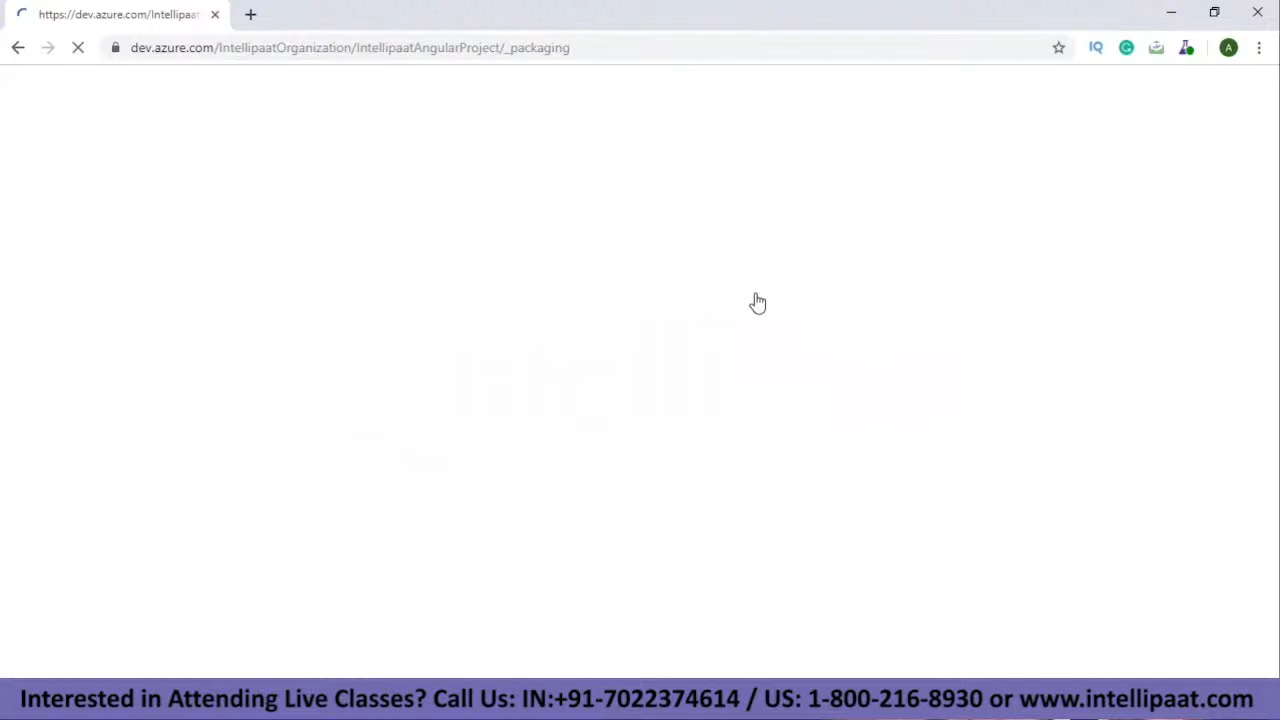 https://dev.azure.com/Intellipaat
dev.azure.com/IntellipaatOrganization/IntellipaatAngularProject/_packaging
IQ
A
Interested in Attending Live Classes? Call Us: IN:+91-7022374614 / US: 1-800-216-8930 or www.intellipaat.com